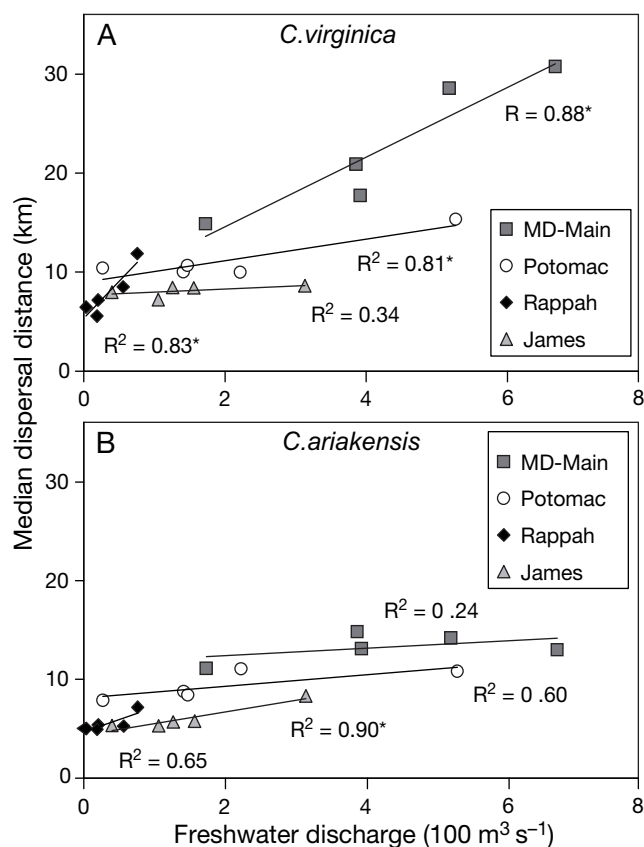 A
C.virginica
30
20
10
0
R = 0.88*
R² = 0.81*
R² = 0.34
R² = 0.83*
MD-Main
Potomac
Rappah
James
0 2 4 6 8
B
C.ariakensis
30
20
10
0
MD-Main
Potomac
Rappah
James
R² = 0 .24
R² = 0 .60
R² = 0.90*
R² = 0.65
0 2 4 6 8
Median dispersal distance (km)
Freshwater discharge (100 m³ s⁻¹)